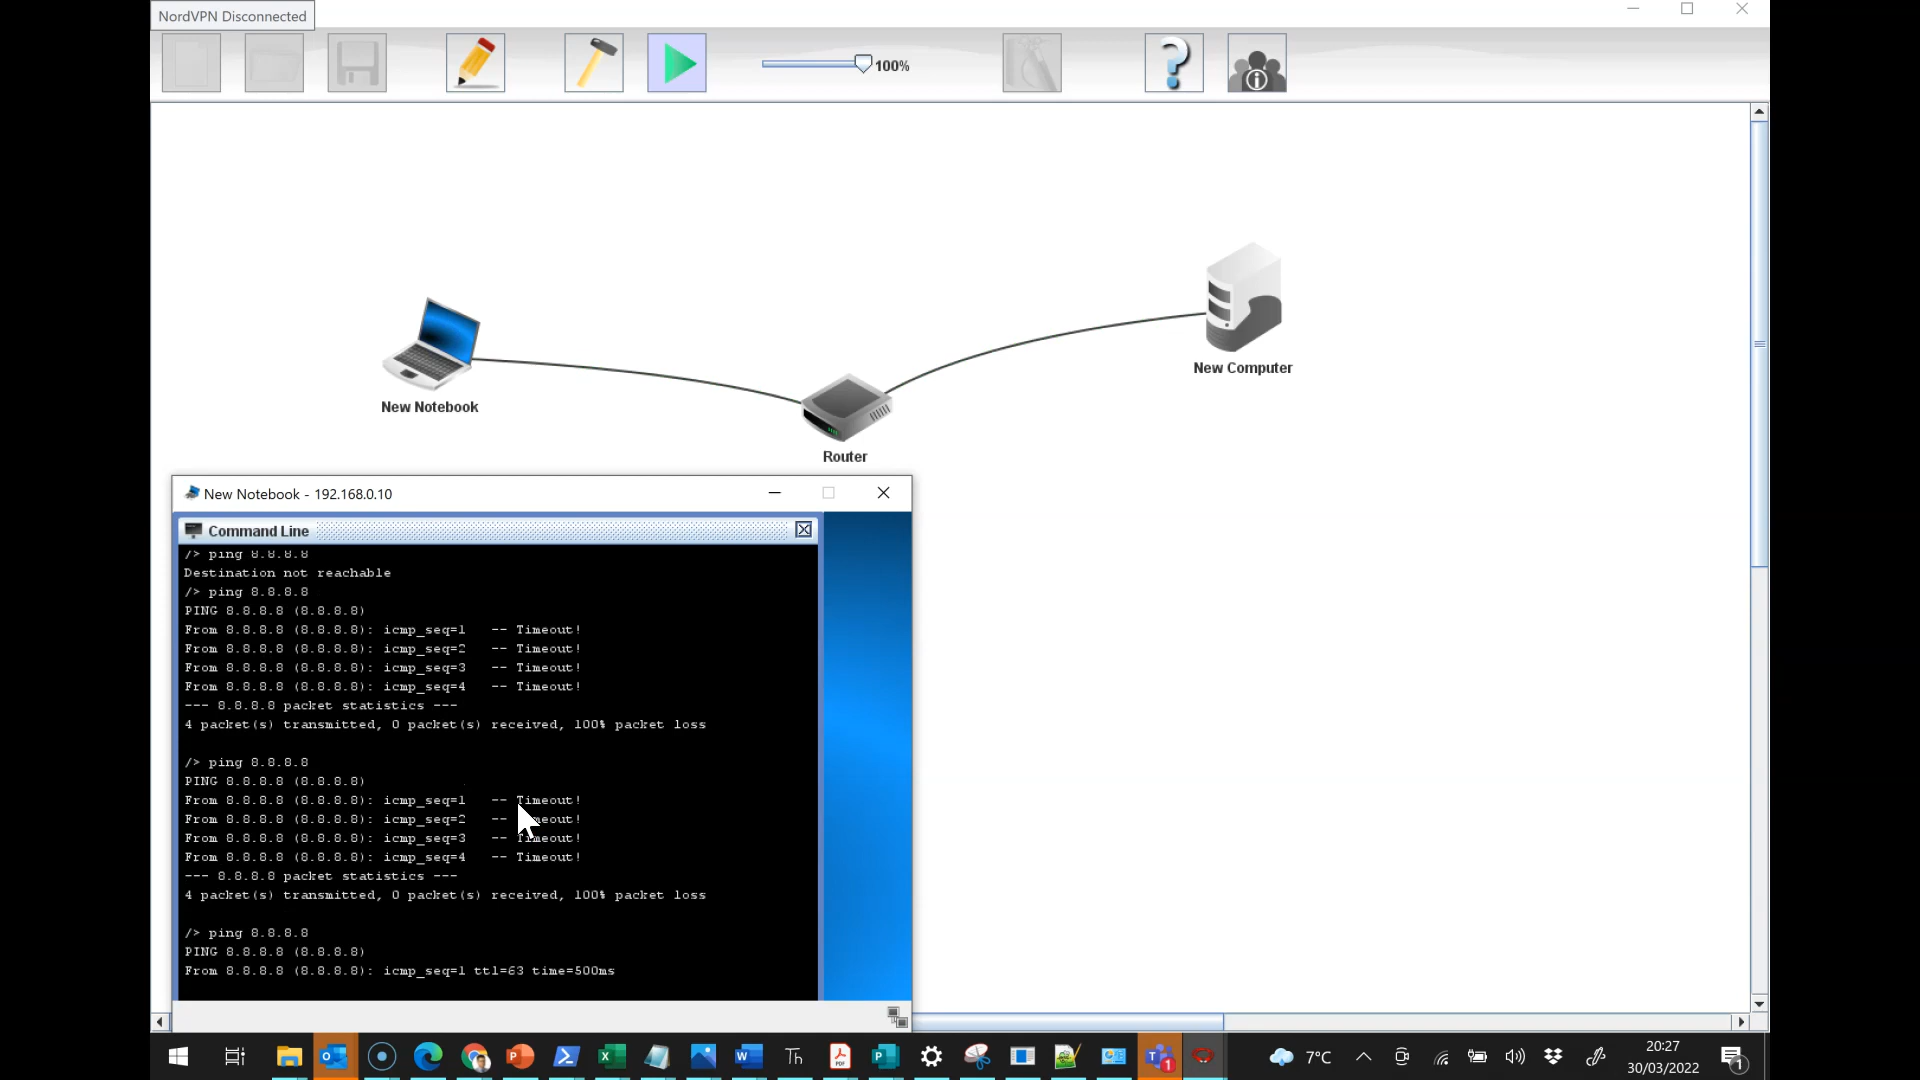 NordVPN Disconnected
100%
New Notebook
New Computer
Router
New Notebook - 192.168.0.10
Command Line
/> ping 8.8.8.8
Destination not reachable
/> ping 8.8.8.8
PING 8.8.8.8 (8.8.8.8)
From 8.8.8.8 (8.8.8.8): icmp_seq=1 -- Timeout!
From 8.8.8.8 (8.8.8.8): icmp_seq=2 -- Timeout!
From 8.8.8.8 (8.8.8.8): icmp_seq=3 -- Timeout!
From 8.8.8.8 (8.8.8.8): icmp_seq=4 -- Timeout!
--- 8.8.8.8 packet statistics ---
4 packet(s) transmitted, 0 packet(s) received, 100% packet loss
/> ping 8.8.8.8
PING 8.8.8.8 (8.8.8.8)
From 8.8.8.8 (8.8.8.8): icmp_seq=1 -- Timeout!
From 8.8.8.8 (8.8.8.8): icmp_seq=2 -- Timeout!
From 8.8.8.8 (8.8.8.8): icmp_seq=3 -- Timeout!
From 8.8.8.8 (8.8.8.8): icmp_seq=4 -- Timeout!
--- 8.8.8.8 packet statistics ---
4 packet(s) transmitted, 0 packet(s) received, 100% packet loss
/> ping 8.8.8.8
PING 8.8.8.8 (8.8.8.8)
From 8.8.8.8 (8.8.8.8): icmp_seq=1 ttl=63 time=500ms
Th
1
7°C
20:27
30/03/2022
1